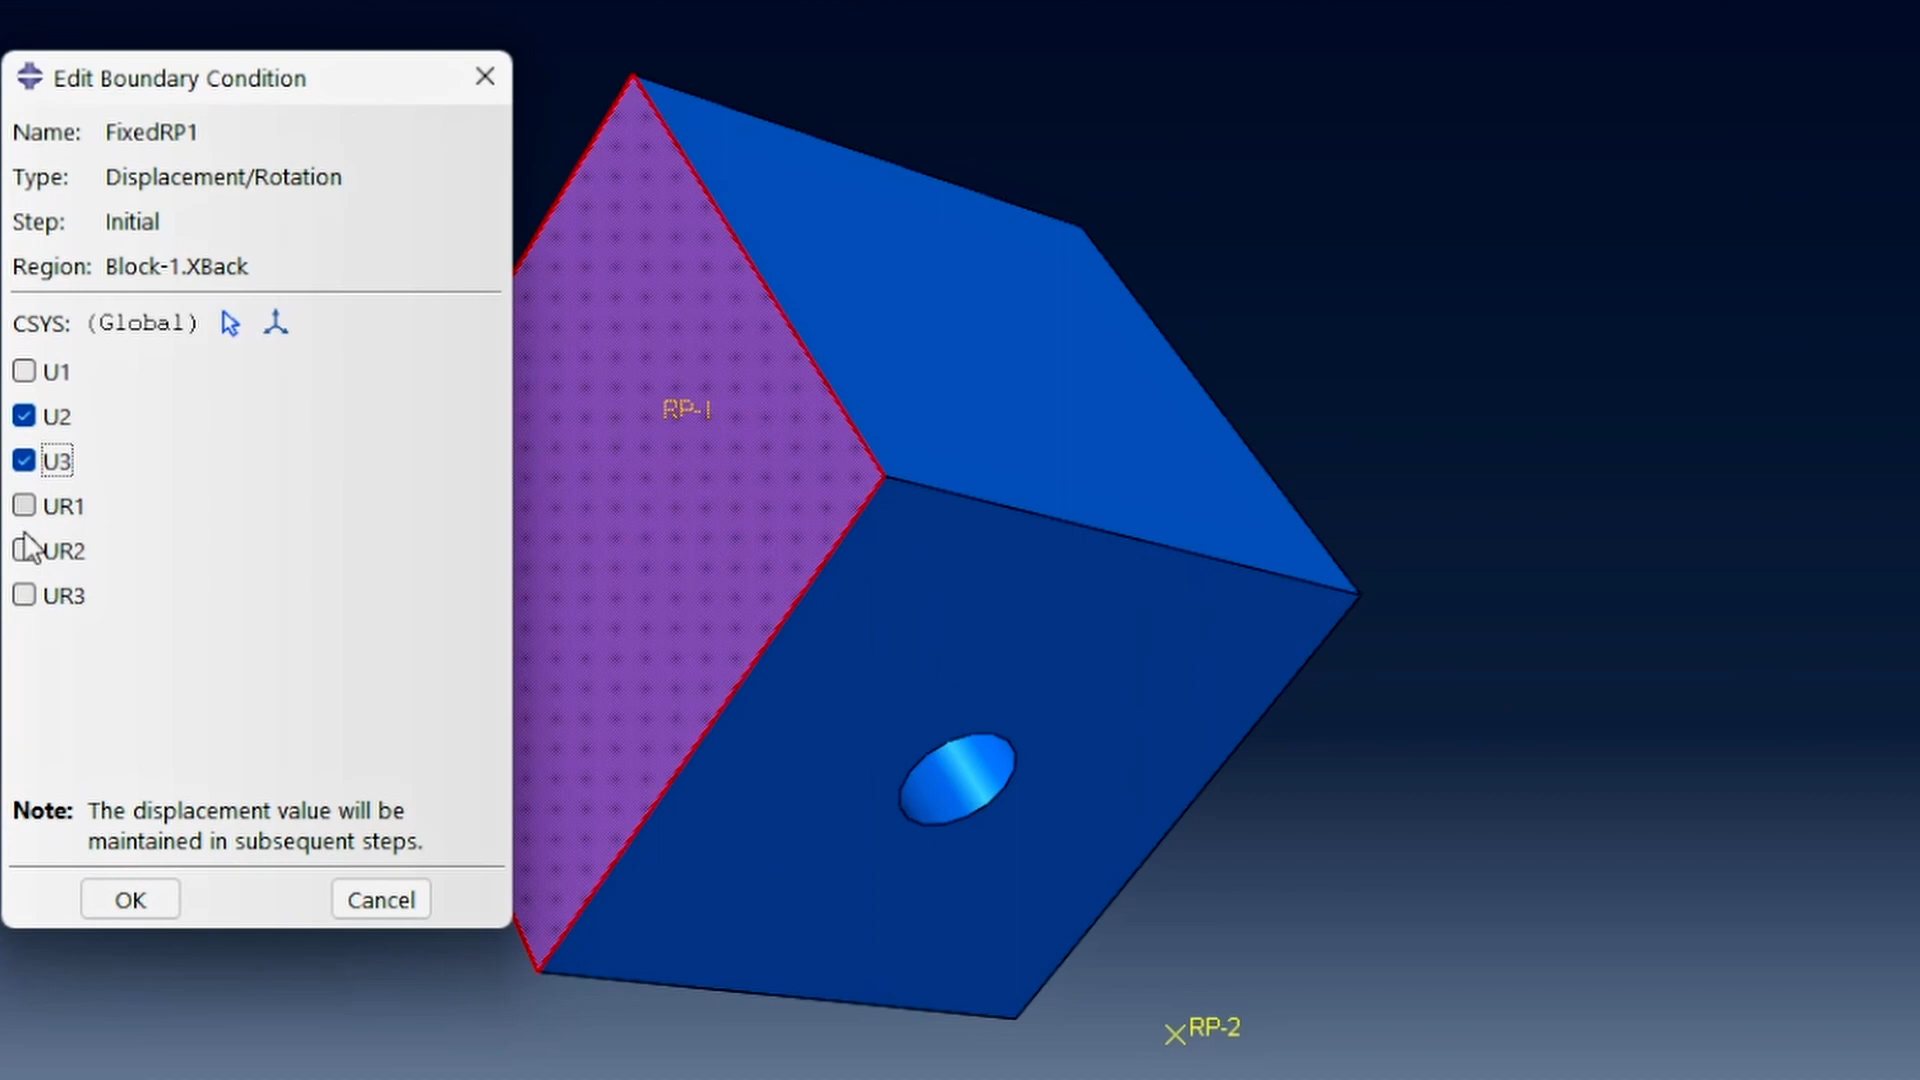 Edit Boundary Condition
Name: FixedRP1
Type: Displacement/Rotation
Step: Initial
Region: Block-1.XBack
CSYS: (Global)
U1
U2
U3
UR1
UR2
UR3
Note: The displacement value will be
maintained in subsequent steps.
OK Cancel
RP-1
RP-2